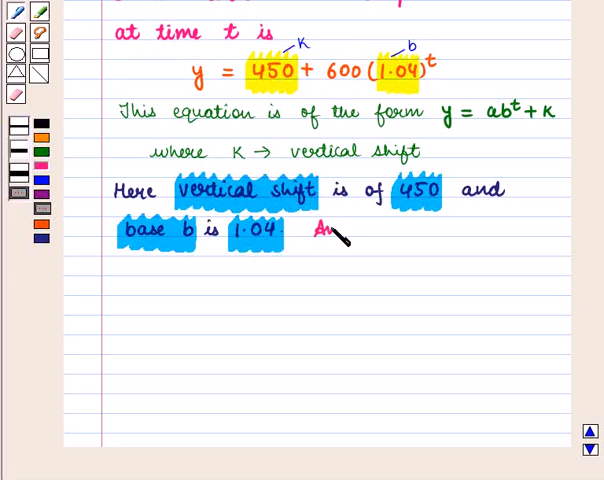 at time t is
K b
y = 450 + 600 (1.04)^t
This equation is of the form y = ab^t + K
where K → vertical shift
Here vertical shift is of 450 and
base b is 1.04.